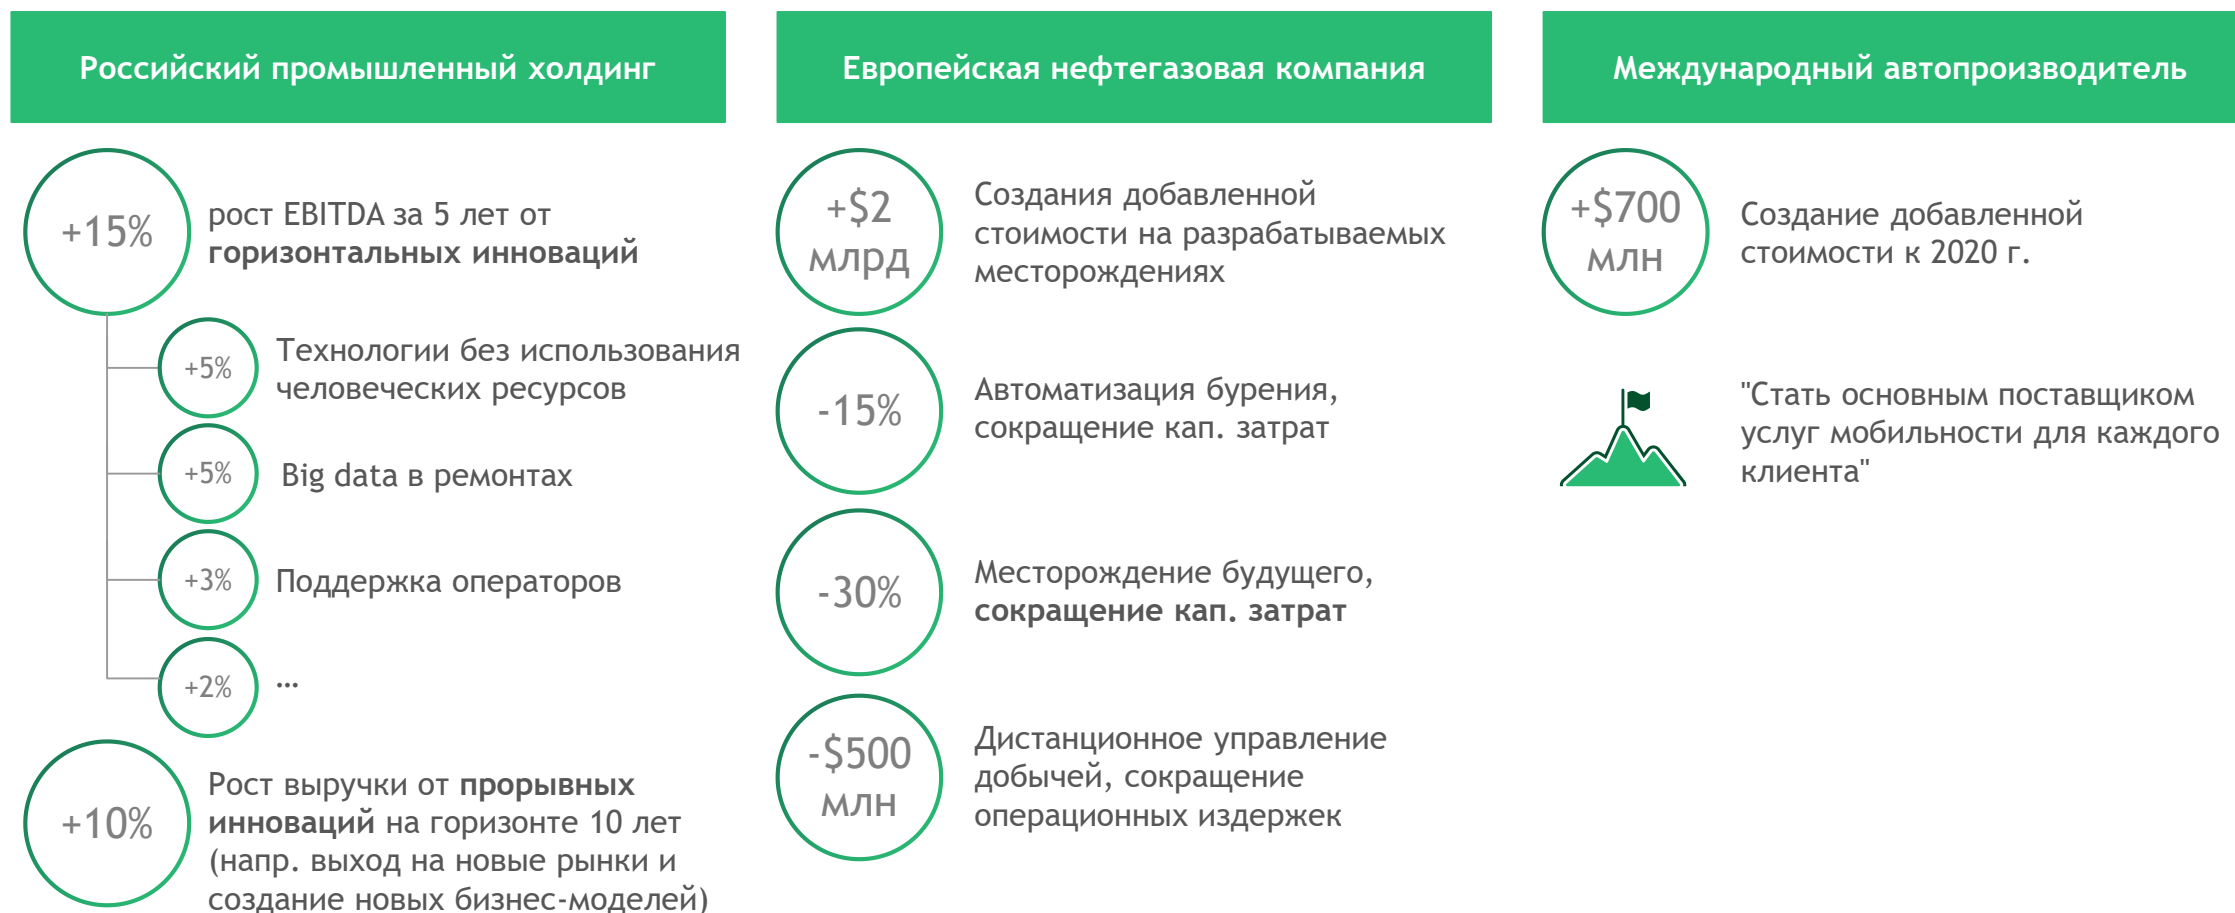 Российский промышленный холдинг
+15%
рост EBITDA за 5 лет от
горизонтальных инноваций
+5%
Технологии без использования
человеческих ресурсов
+5%
Big data в ремонтах
+3%
Поддержка операторов
+2%
...
+10%
Рост выручки от прорывных
инноваций на горизонте 10 лет
(напр. выход на новые рынки и
создание новых бизнес-моделей)
Европейская нефтегазовая компания
+$2
млрд
Создания добавленной
стоимости на разрабатываемых
месторождениях
-15%
Автоматизация бурения,
сокращение кап. затрат
-30%
Месторождение будущего,
сокращение кап. затрат
-$500
млн
Дистанционное управление
добычей, сокращение
операционных издержек
Международный автопроизводитель
+$700
млн
Создание добавленной
стоимости к 2020 г.
"Стать основным поставщиком
услуг мобильности для каждого
клиента"